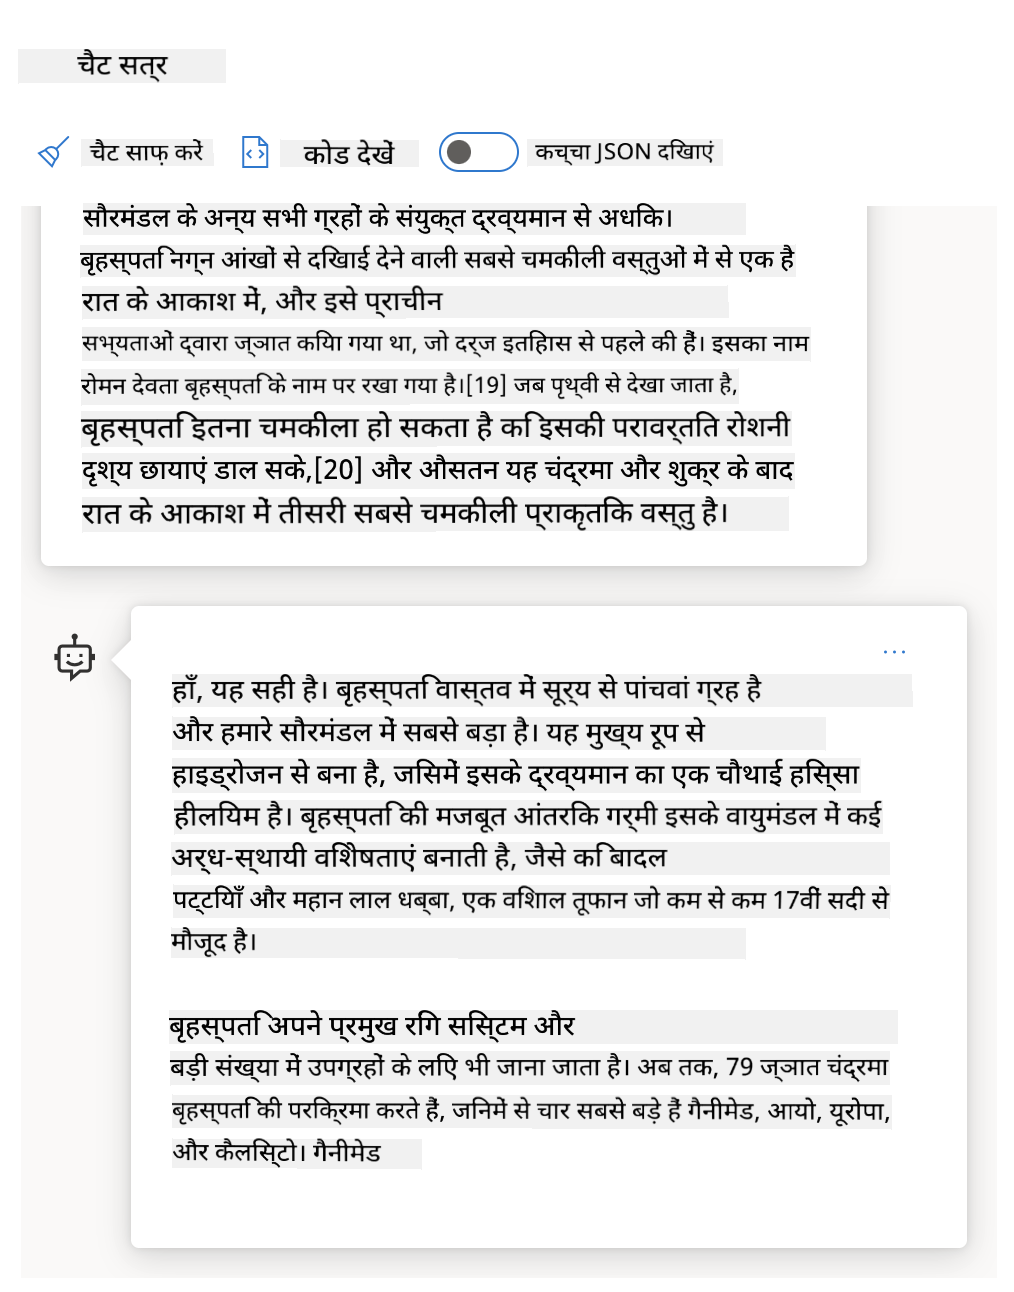 चैट सत्र
चैट साफ़ करें
कोड देखें
कच्चा JSON दिखाएं
सौरमंडल के अन्य सभी ग्रहों के संयुक्त द्रव्यमान से अधिक।
बृहस्पति नग्न आंखों से दिखाई देने वाली सबसे चमकीली वस्तुओं में से एक है
रात के आकाश में, और इसे प्राचीन
सभ्यताओं द्वारा ज्ञात किया गया था, जो दर्ज इतिहास से पहले की हैं। इसका नाम
रोमन देवता बृहस्पति के नाम पर रखा गया है।[19] जब पृथ्वी से देखा जाता है,
बृहस्पति इतना चमकीला हो सकता है कि इसकी परावर्तित रोशनी
दृश्य छायाएं डाल सके,[20] और औसतन यह चंद्रमा और शुक्र के बाद
रात के आकाश में तीसरी सबसे चमकीली प्राकृतिक वस्तु है।
हाँ, यह सही है। बृहस्पति वास्तव में सूर्य से पांचवां ग्रह है
और हमारे सौरमंडल में सबसे बड़ा है। यह मुख्य रूप से
हाइड्रोजन से बना है, जिसमें इसके द्रव्यमान का एक चौथाई हिस्सा
हीलियम है। बृहस्पति की मजबूत आंतरिक गर्मी इसके वायुमंडल में कई
अर्ध-स्थायी विशेषताएं बनाती है, जैसे कि बादल
पट्टियाँ और महान लाल धब्बा, एक विशाल तूफान जो कम से कम 17वीं सदी से
मौजूद है।
बृहस्पति अपने प्रमुख रिंग सिस्टम और
बड़ी संख्या में उपग्रहों के लिए भी जाना जाता है। अब तक, 79 ज्ञात चंद्रमा
बृहस्पति की परिक्रमा करते हैं, जिनमें से चार सबसे बड़े हैं गैनीमेड, आयो, यूरोपा,
और कैलिस्टो। गैनीमेड